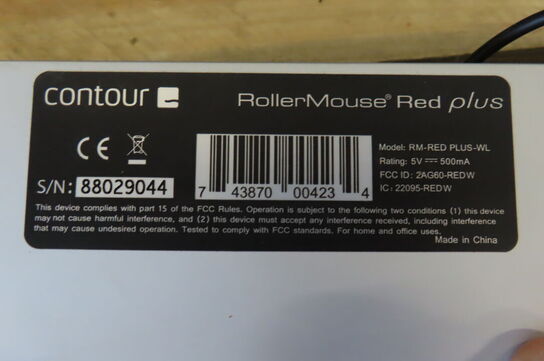 contour
RollerMouse® Red plus
CE
Model: RM-RED PLUS-WL
Rating: 5V ⎓ 500mA
FCC ID: 2AG60-REDW
IC: 22095-REDW
S/N: 88029044
7 43870 00423 4
This device complies with part 15 of the FCC Rules. Operation is subject to the following two conditions (1) this device
may not cause harmful interference, and (2) this device must accept any interference received, including interference
that may cause undesired operation. Tested to comply with FCC standards. For home and office uses.
Made in China